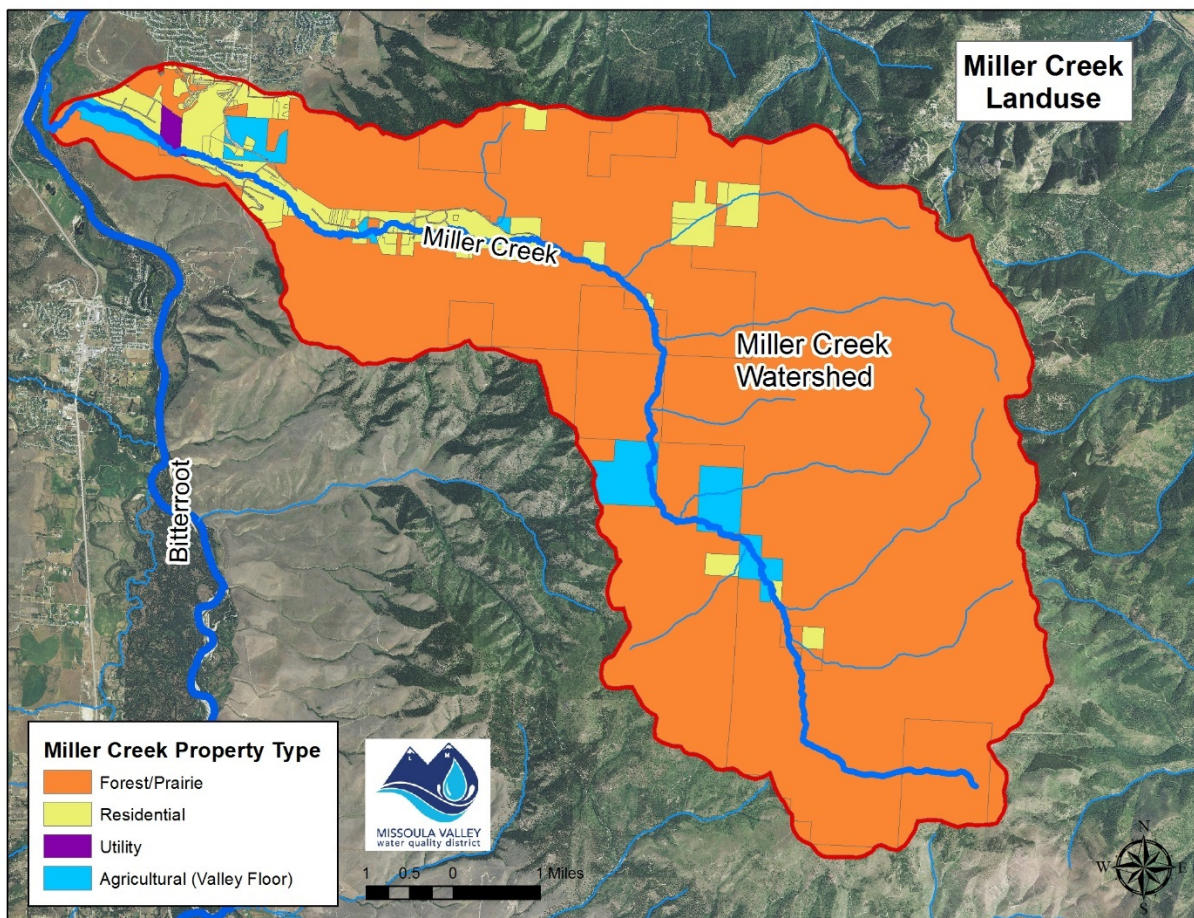 Miller Creek
Landuse
Miller Creek
Miller Creek
Watershed
Bitterroot
Miller Creek Property Type
Forest/Prairie
Residential
Utility
Agricultural (Valley Floor)
L M
MISSOULA VALLEY
water quality district
1 0.5 0 1 Miles
N
W E
S